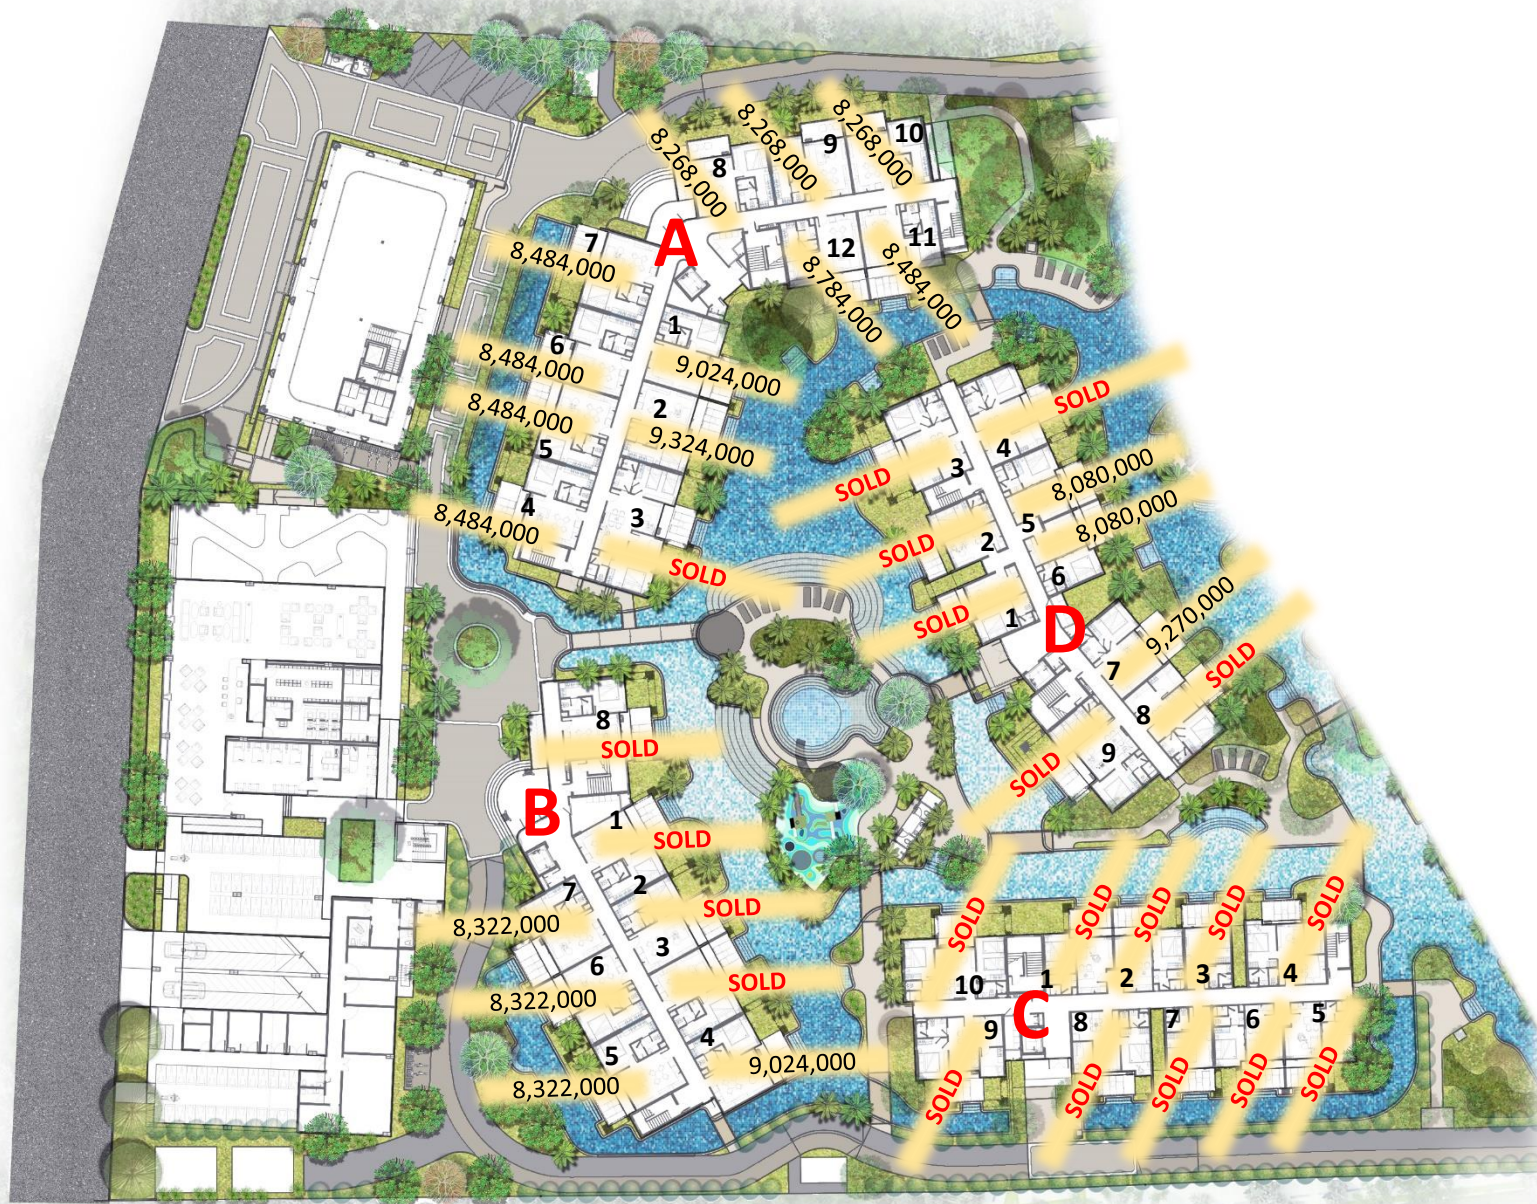 8,268,000
8,268,000
8,268,000
8
9
10
A
7
8,484,000
12
11
8,784,000
8,484,000
1
6
8,484,000
9,024,000
8,484,000
2
9,324,000
5
4
8,484,000
3
SOLD
SOLD
4
3
SOLD
8,080,000
8,080,000
5
2
SOLD
6
1
SOLD
D
9,270,000
7
SOLD
8
9
SOLD
8
SOLD
B
1
SOLD
2
SOLD
7
8,322,000
3
6
SOLD
8,322,000
4
5
9,024,000
8,322,000
SOLD
SOLD
SOLD
SOLD
SOLD
10
1
2
3
4
C
9
8
7
6
5
SOLD
SOLD
SOLD
SOLD
SOLD